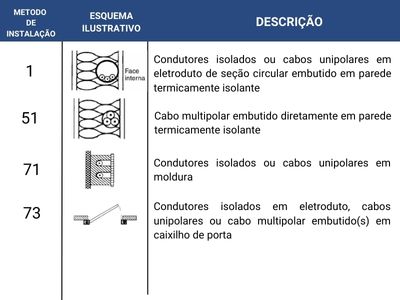 METODO
DE
INSTALAÇÃO
ESQUEMA
ILUSTRATIVO
DESCRIÇÃO
1
Face
interna
Condutores isolados ou cabos unipolares em
eletroduto de seção circular embutido em parede
termicamente isolante
51
Cabo multipolar embutido diretamente em parede
termicamente isolante
71
Condutores isolados ou cabos unipolares em
moldura
73
Condutores isolados em eletroduto, cabos
unipolares ou cabo multipolar embutido(s) em
caixilho de porta